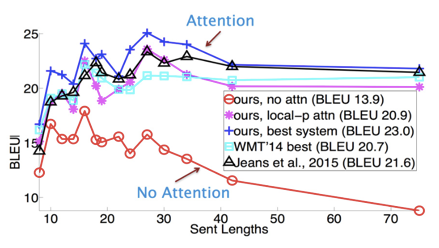 Attention
25
20
15
10
BLEU
ours, no attn (BLEU 13.9)
ours, local-p attn (BLEU 20.9)
ours, best system (BLEU 23.0)
WMT'14 best (BLEU 20.7)
Jeans et al., 2015 (BLEU 21.6)
No Attention
10 20 30 40 50 60 70
Sent Lengths